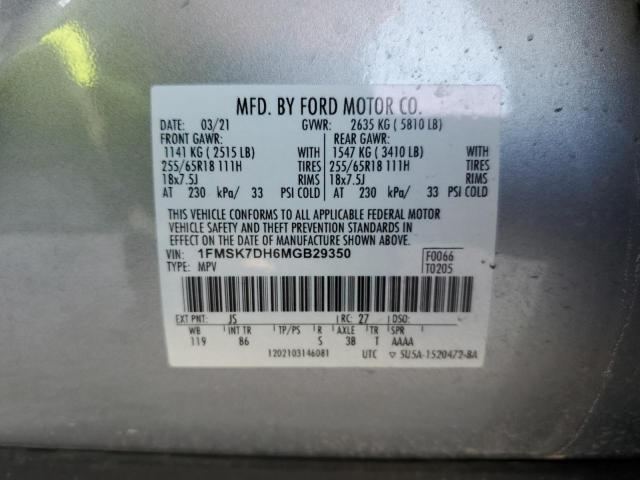 MFD. BY FORD MOTOR CO.
DATE: 03/21 GVWR: 2635 KG ( 5810 LB)
FRONT GAWR: REAR GAWR:
1141 KG ( 2515 LB) WITH 1547 KG ( 3410 LB) WITH
255/65R18 111H TIRES 255/65R18 111H TIRES
18x7.5J RIMS 18x7.5J RIMS
AT 230 kPa/ 33 PSI COLD AT 230 kPa/ 33 PSI COLD
THIS VEHICLE CONFORMS TO ALL APPLICABLE FEDERAL MOTOR
VEHICLE SAFETY AND THEFT PREVENTION STANDARDS IN
EFFECT ON THE DATE OF MANUFACTURE SHOWN ABOVE.
VIN: 1FMSK7DH6MGB29350 F0066
TYPE: MPV T0205
EXT PNT: JS RC: 27 DSO:
WB INT TR TP/PS R AXLE TR SPR
119 86 S 3B T AAAA
1202103146081 UTC ▽ 5U5A-1520472-BA